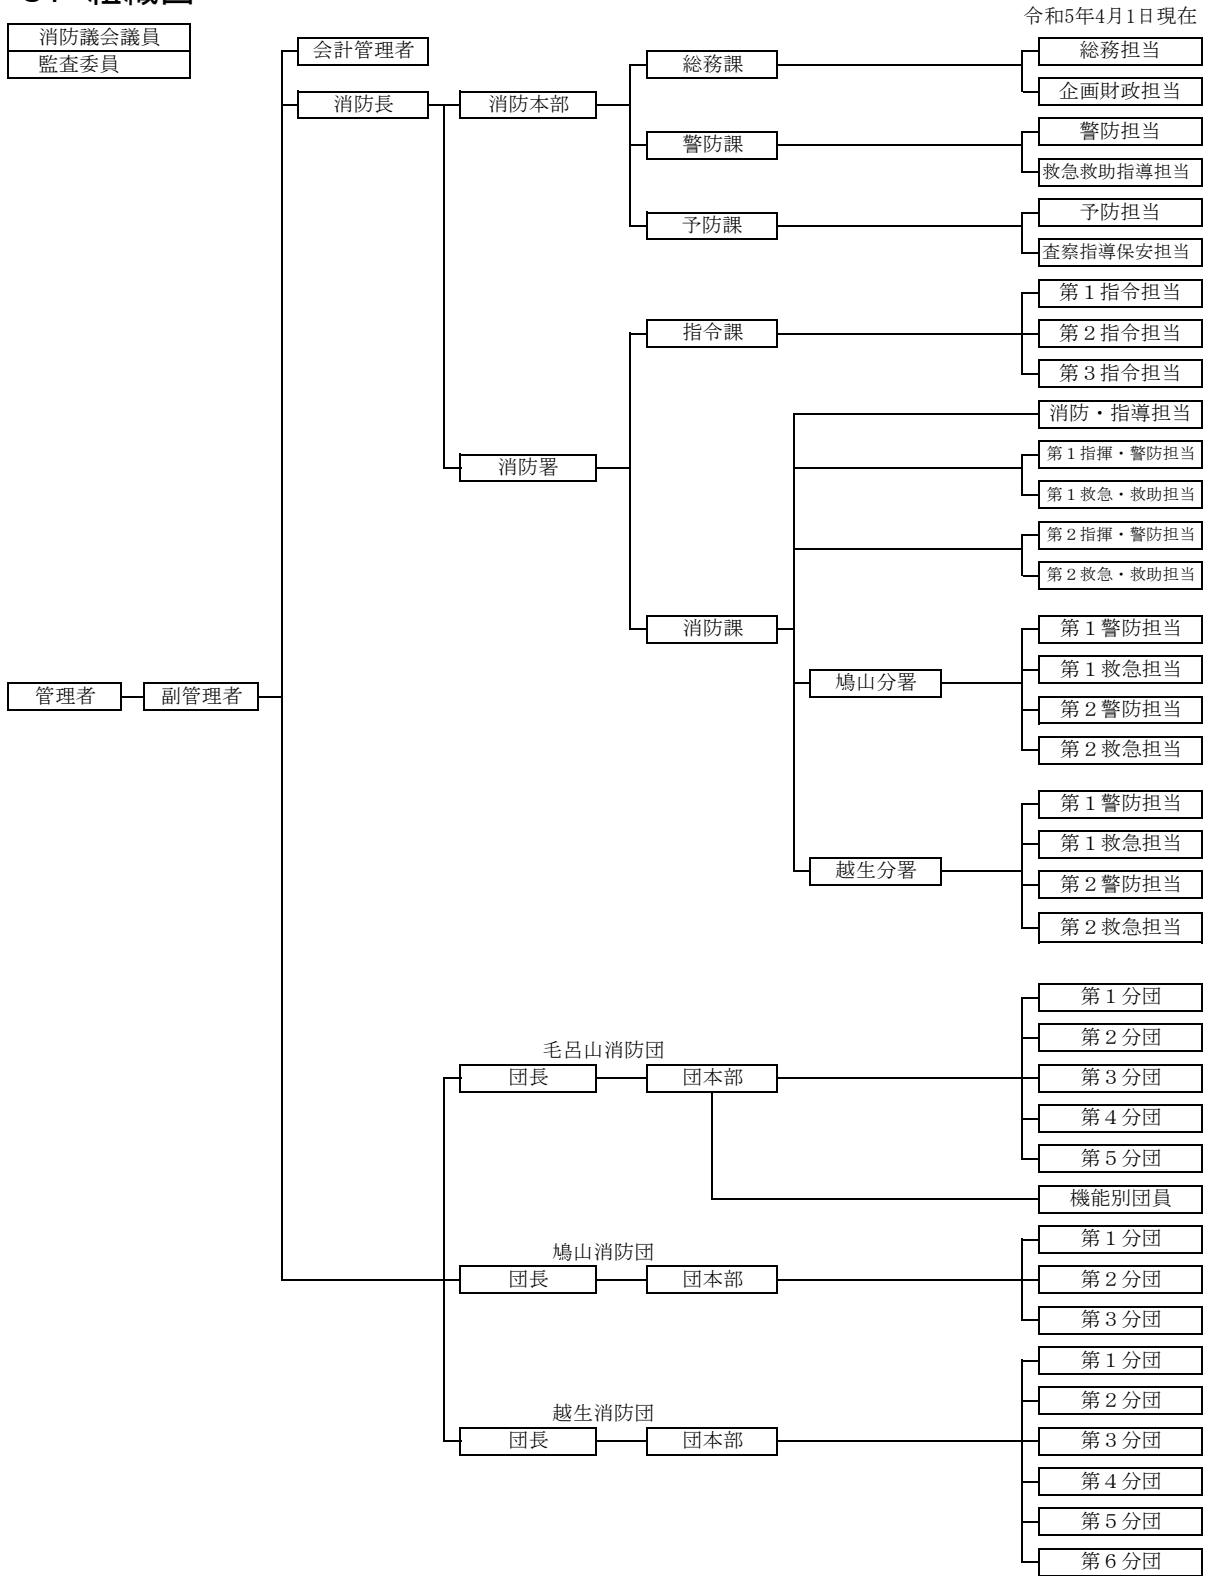 組織図
令和5年4月1日現在
消防議会議員
監査委員
会計管理者
総務課
総務担当
消防長
消防本部
企画財政担当
警防課
警防担当
救急救助指導担当
予防課
予防担当
査察指導保安担当
指令課
第1指令担当
第2指令担当
第3指令担当
消防・指導担当
消防署
第1指揮・警防担当
第1救急・救助担当
第2指揮・警防担当
第2救急・救助担当
消防課
第1警防担当
鳩山分署
第1救急担当
管理者
副管理者
第2警防担当
第2救急担当
第1警防担当
第1救急担当
越生分署
第2警防担当
第2救急担当
第1分団
第2分団
毛呂山消防団
団長
団本部
第3分団
第4分団
第5分団
機能別団員
第1分団
鳩山消防団
団長
団本部
第2分団
第3分団
第1分団
第2分団
越生消防団
団長
団本部
第3分団
第4分団
第5分団
第6分団